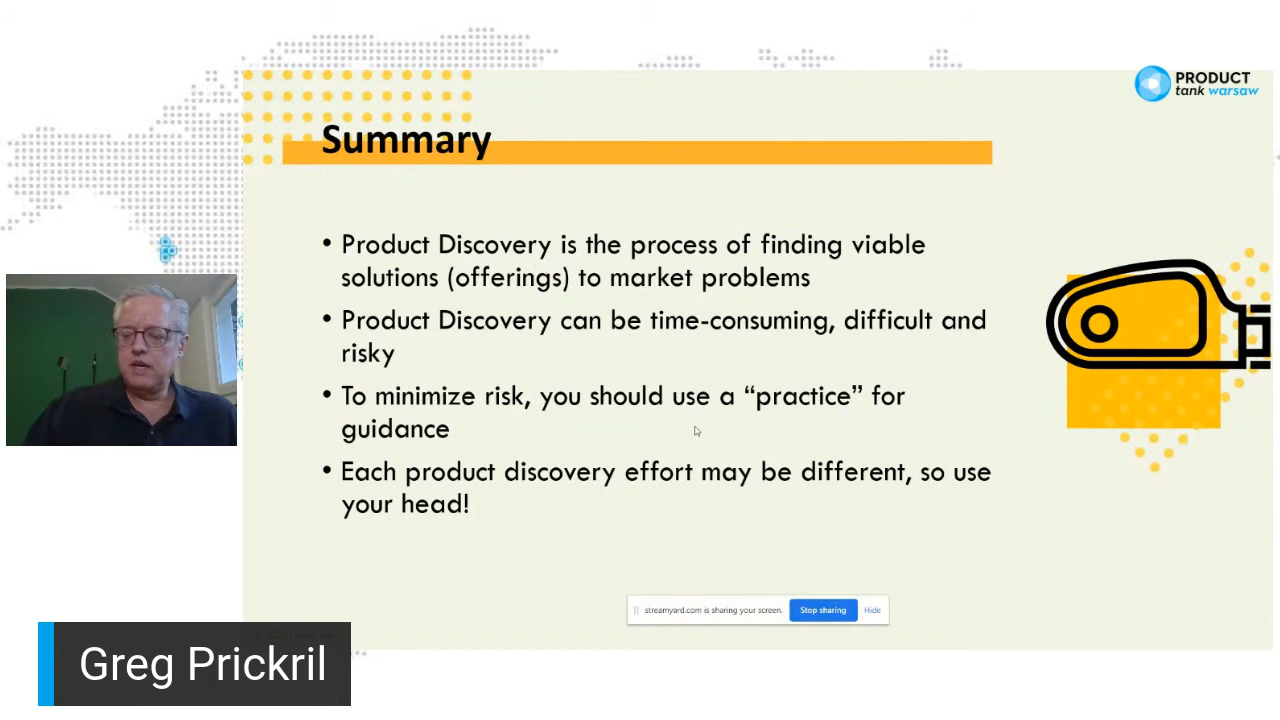 PRODUCT
tank warsaw
Summary
• Product Discovery is the process of finding viable
solutions (offerings) to market problems
• Product Discovery can be time-consuming, difficult and
risky
• To minimize risk, you should use a “practice” for
guidance
• Each product discovery effort may be different, so use
your head!
streamyard.com is sharing your screen.
Stop sharing
Hide
Greg Prickril